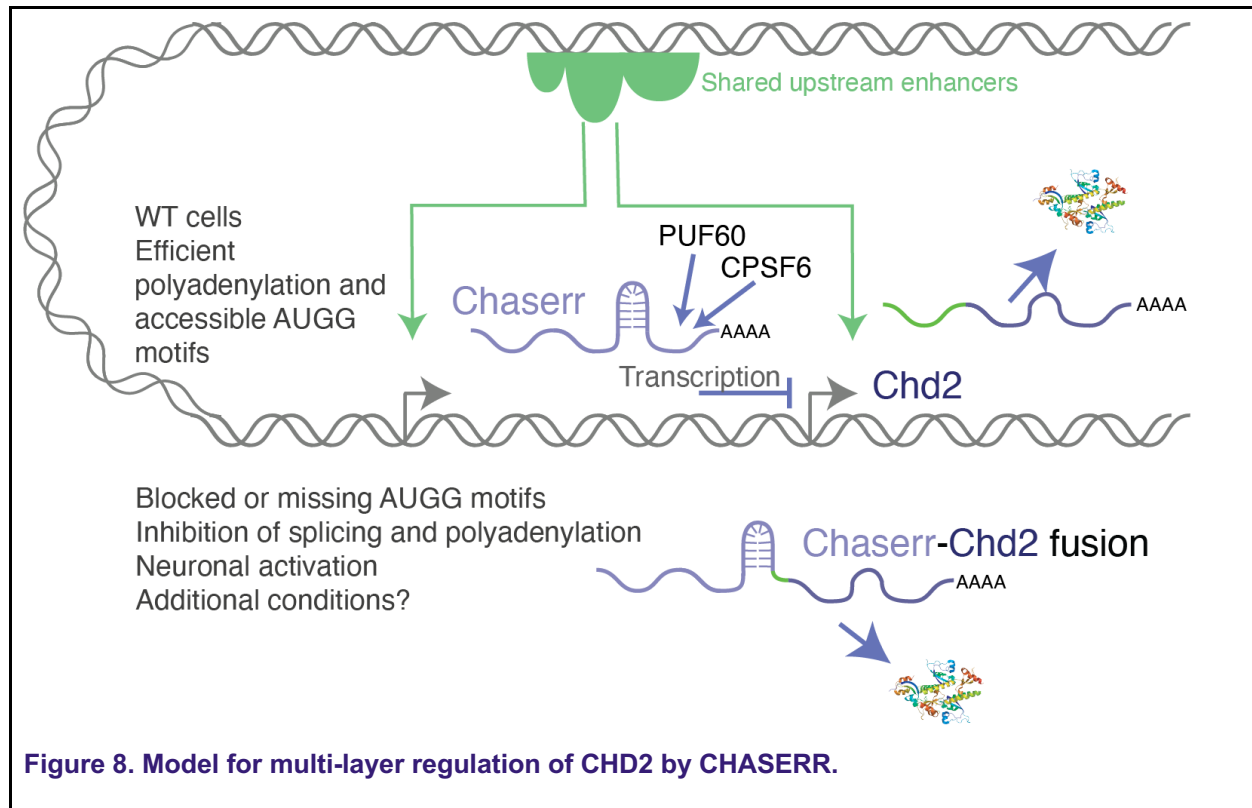 Shared upstream enhancers
WT cells
Efficient
polyadenylation and
accessible AUGG
motifs
PUF60
CPSF6
Chaserr
AAAA
Transcription
AAAA
Chd2
Blocked or missing AUGG motifs
Inhibition of splicing and polyadenylation
Neuronal activation
Additional conditions?
Chaserr-Chd2 fusion
AAAA
Figure 8. Model for multi-layer regulation of CHD2 by CHASERR.